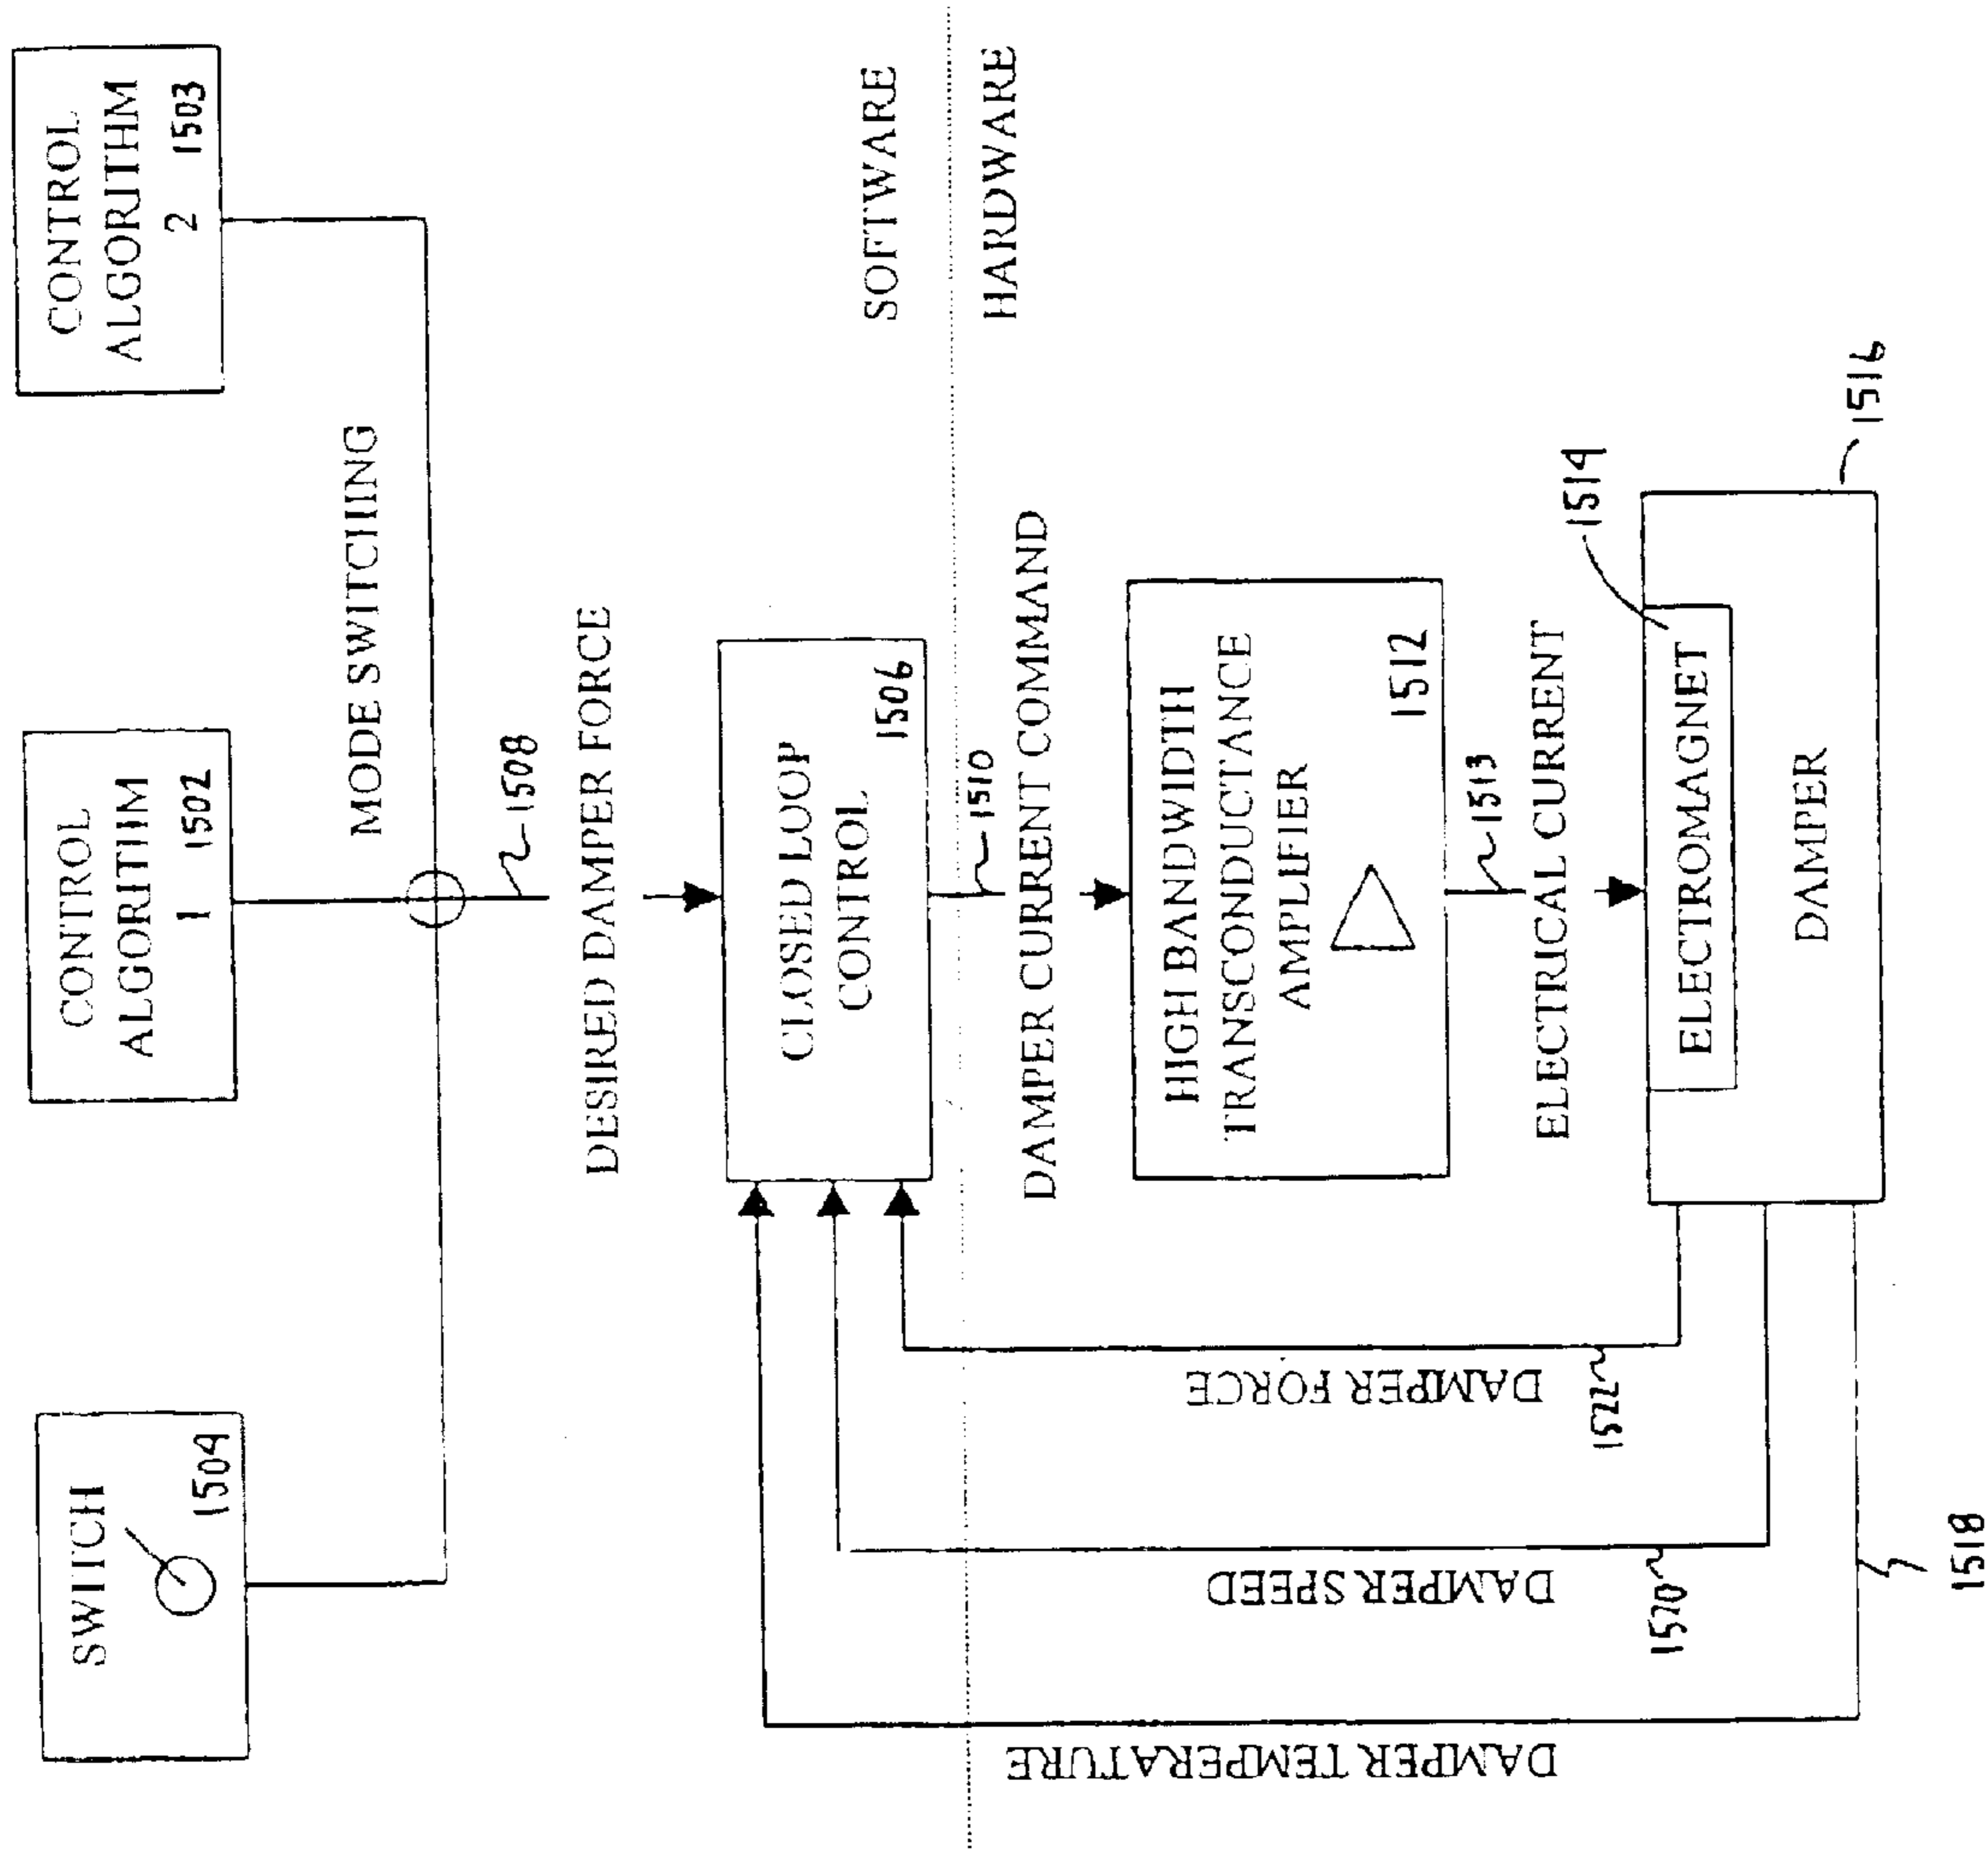 SWITCH
1504
CONTROL
ALGORITHM
1 1502
CONTROL
ALGORITHM
2 1503
MODE SWITCHING
1508
DESIRED DAMPER FORCE
CLOSED LOOP
CONTROL
1506
SOFTWARE
HARDWARE
1510
DAMPER CURRENT COMMAND
HIGH BANDWIDTH
TRANSCONDUCTANCE
AMPLIFIER
1512
1513
ELECTRICAL CURRENT
1514
ELECTROMAGNET
DAMPER
1516
DAMPER FORCE
1522
DAMPER SPEED
1520
DAMPER TEMPERATURE
1518